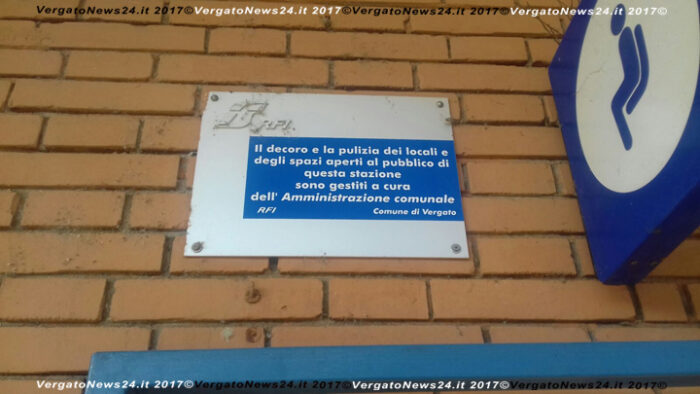 VergatoNews24.it 2017©VergatoNews24.it 2017©VergatoNews24.it 2017©VergatoNews24.it 2017©
RFI
Il decoro e la pulizia dei locali e
degli spazi aperti al pubblico di
questa stazione
sono gestiti a cura
dell' Amministrazione comunale
RFI Comune di Vergato
VergatoNews24.it 2017©VergatoNews24.it 2017©VergatoNews24.it 2017©VergatoNews24.it 2017©